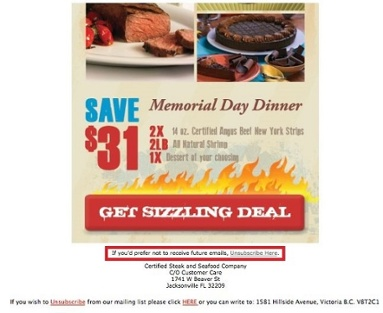 SAVE
$31
Memorial Day Dinner
2X 14 oz. Certified Angus Beef New York Strips
2LB All Natural Shrimp
1X Dessert of your choosing
GET SIZZLING DEAL
If you'd prefer not to receive future emails, Unsubscribe Here.
Certified Steak and Seafood Company
C/O Customer Care
1741 W Beaver St
Jacksonville FL 32209
If you wish to Unsubscribe from our mailing list please click HERE or you can write to: 1581 Hillside Avenue, Victoria B.C. V8T2C1